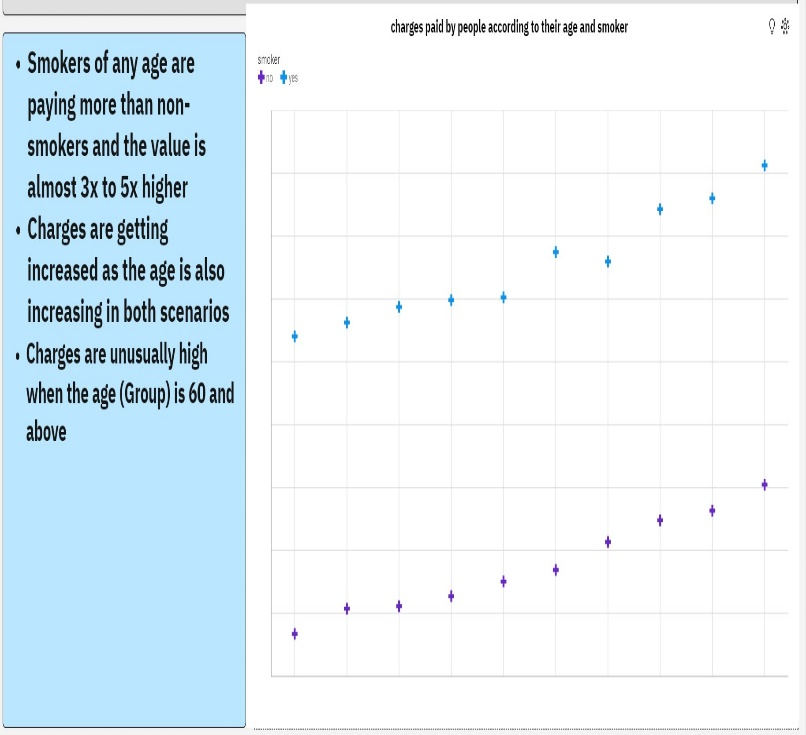 • Smokers of any age are
paying more than non-
smokers and the value is
almost 3x to 5x higher
• Charges are getting
increased as the age is also
increasing in both scenarios
• Charges are unusually high
when the age (Group) is 60 and
above
charges paid by people according to their age and smoker
smoker
no yes